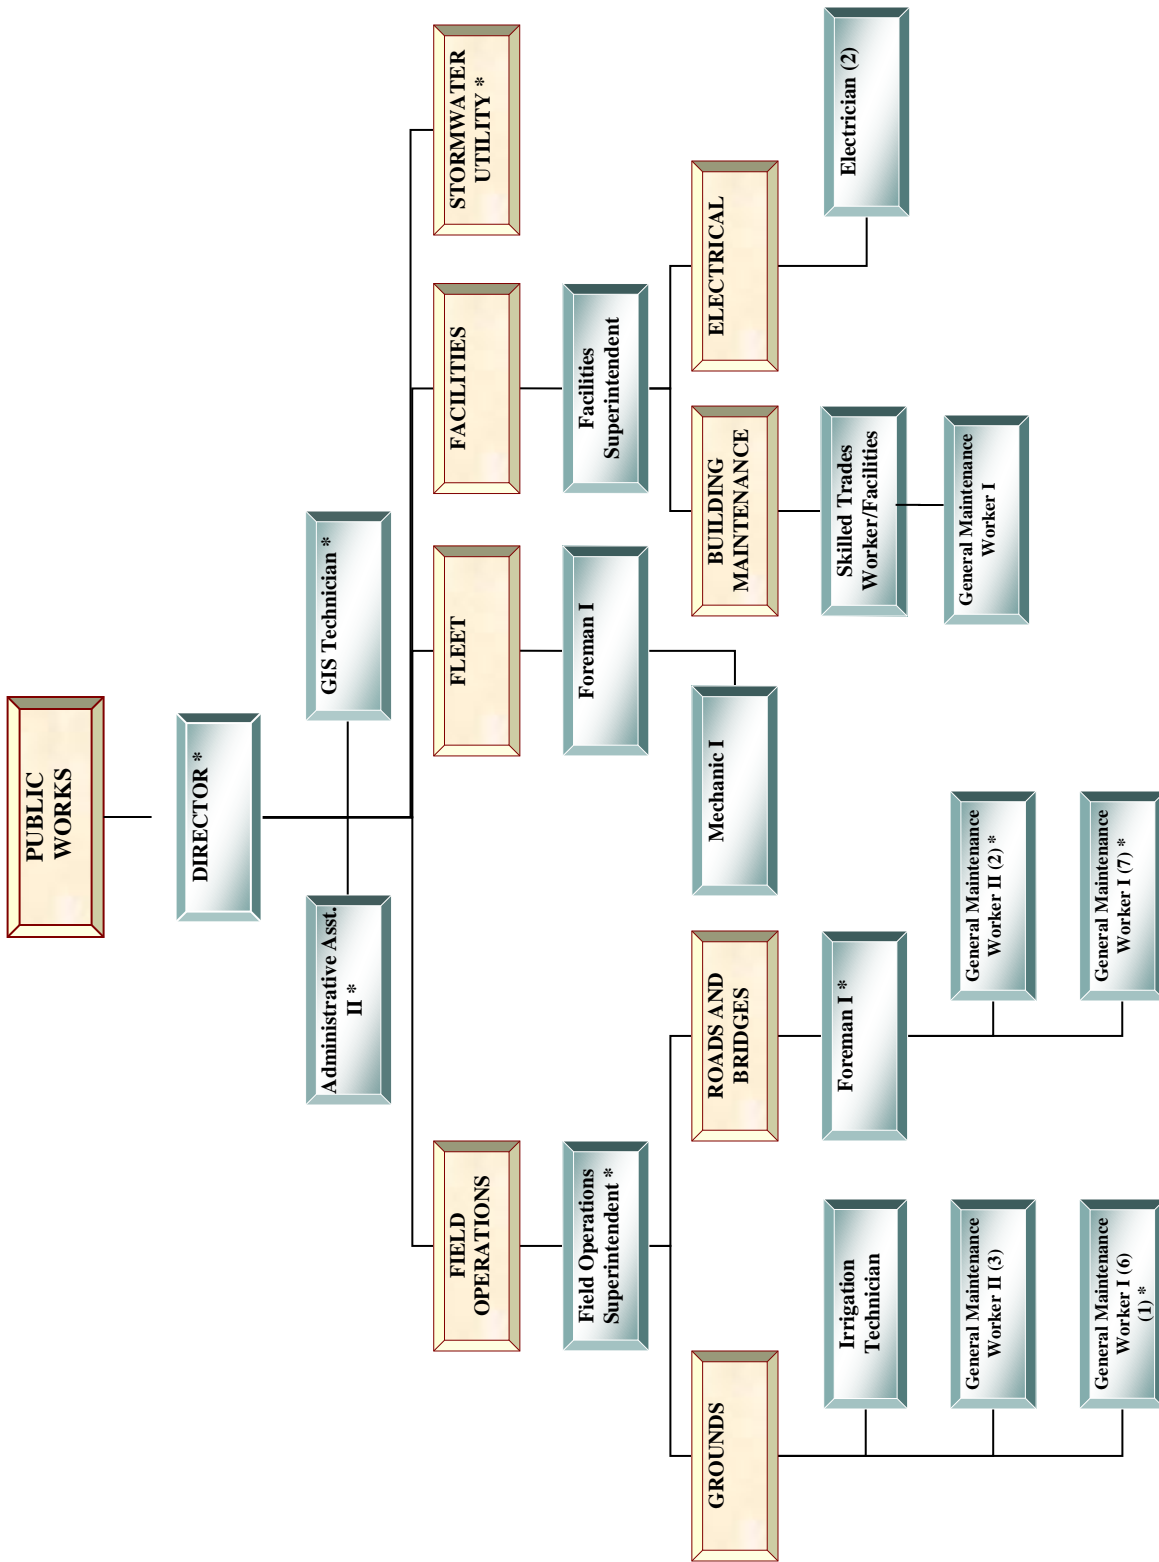 PUBLIC
WORKS
DIRECTOR *
Administrative Asst.
II *
GIS Technician *
FIELD
OPERATIONS
FLEET
FACILITIES
STORMWATER
UTILITY *
Field Operations
Superintendent *
Foreman I
Facilities
Superintendent
GROUNDS
ROADS AND
BRIDGES
Mechanic I
BUILDING
MAINTENANCE
ELECTRICAL
Irrigation
Technician
Foreman I *
Skilled Trades
Worker/Facilities
Electrician (2)
General Maintenance
Worker II (3)
General Maintenance
Worker II (2) *
General Maintenance
Worker I
General Maintenance
Worker I (6)
(1) *
General Maintenance
Worker I (7) *